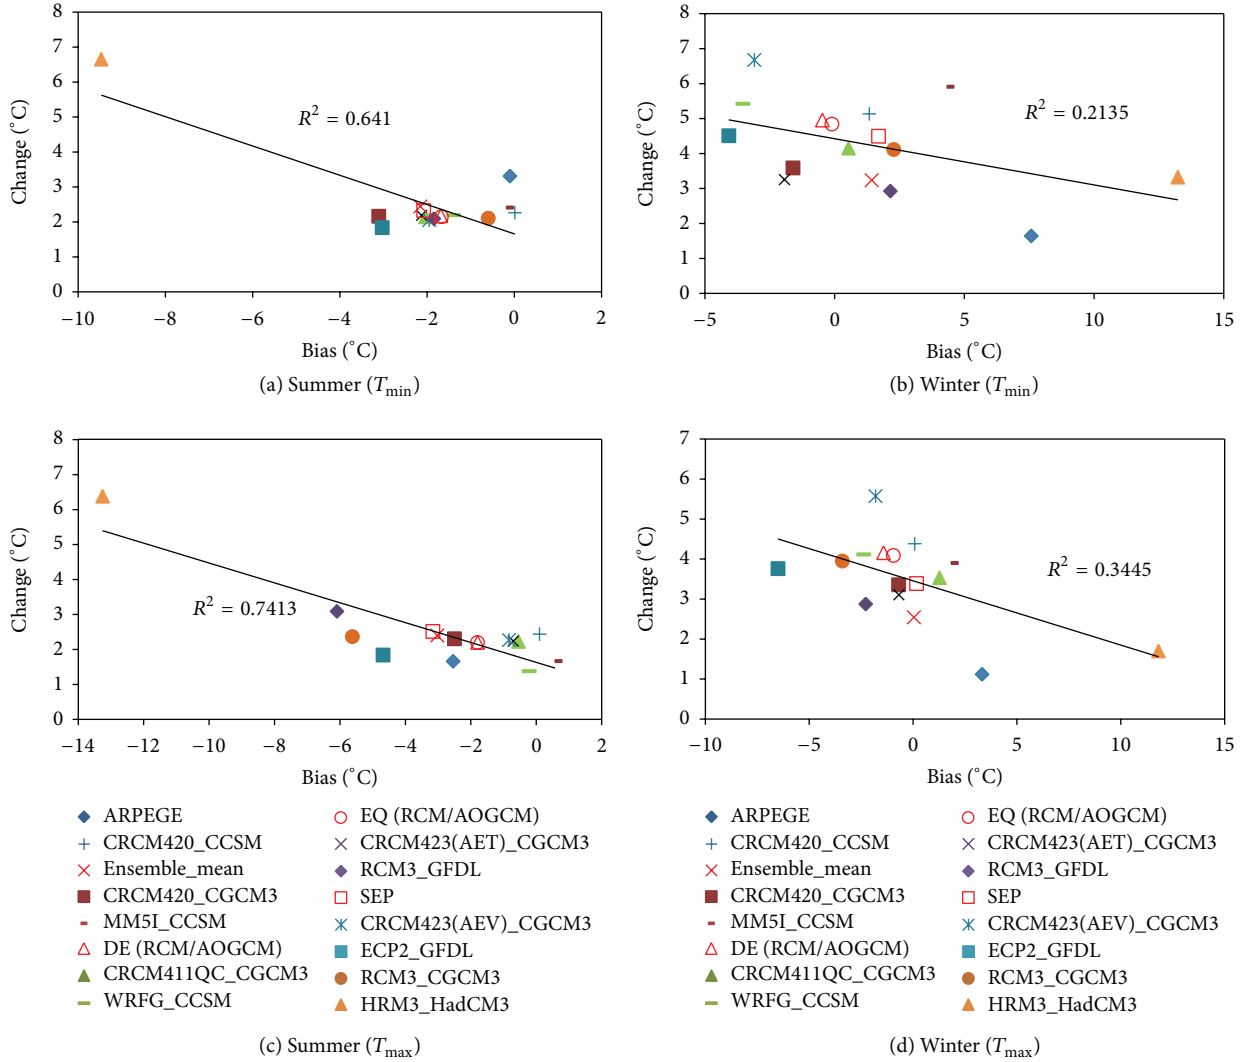 8
7
6
5
4
3
2
1
0
Change (°C)
R² = 0.641
−10 −8 −6 −4 −2 0 2
Bias (°C)
(a) Summer (Tmin)
8
7
6
5
4
3
2
1
0
Change (°C)
R² = 0.2135
−5 0 5 10 15
Bias (°C)
(b) Winter (Tmin)
8
7
6
5
4
3
2
1
0
Change (°C)
R² = 0.7413
−14 −12 −10 −8 −6 −4 −2 0 2
Bias (°C)
ARPEGE
CRCM420_CCSM
Ensemble_mean
CRCM420_CGCM3
MM5I_CCSM
DE (RCM/AOGCM)
CRCM411QC_CGCM3
WRFG_CCSM
EQ (RCM/AOGCM)
CRCM423(AET)_CGCM3
RCM3_GFDL
SEP
CRCM423(AEV)_CGCM3
ECP2_GFDL
RCM3_CGCM3
HRM3_HadCM3
(c) Summer (Tmax)
7
6
5
4
3
2
1
0
Change (°C)
R² = 0.3445
−10 −5 0 5 10 15
Bias (°C)
ARPEGE
CRCM420_CCSM
Ensemble_mean
CRCM420_CGCM3
MM5I_CCSM
DE (RCM/AOGCM)
CRCM411QC_CGCM3
WRFG_CCSM
EQ (RCM/AOGCM)
CRCM423(AET)_CGCM3
RCM3_GFDL
SEP
CRCM423(AEV)_CGCM3
ECP2_GFDL
RCM3_CGCM3
HRM3_HadCM3
(d) Winter (Tmax)